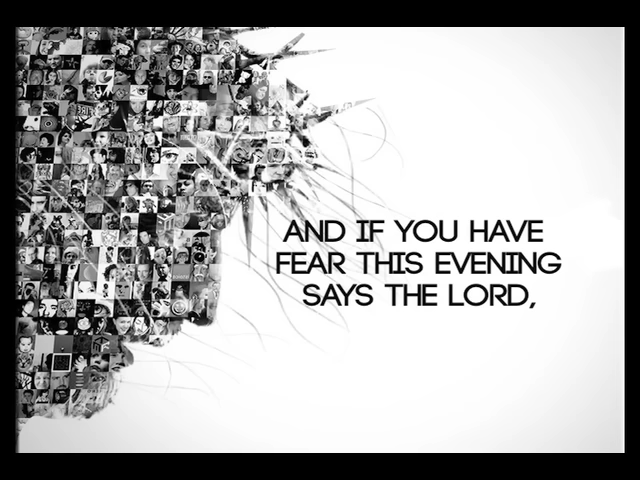 AND IF YOU HAVE
FEAR THIS EVENING
SAYS THE LORD,